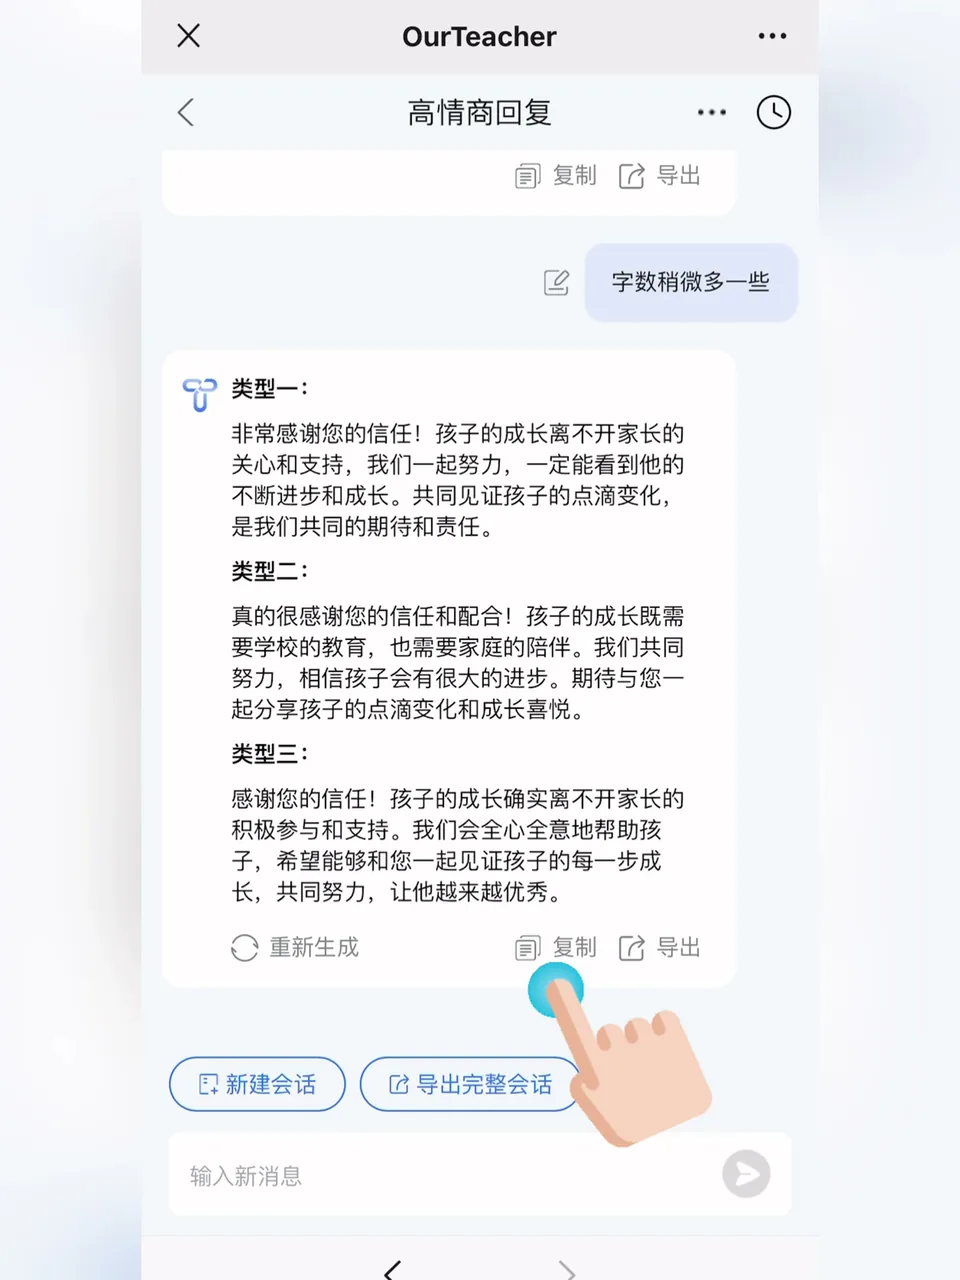 OurTeacher
高情商回复
复制 导出
字数稍微多一些
类型一：
非常感谢您的信任！孩子的成长离不开家长的
关心和支持，我们一起努力，一定能看到他的
不断进步和成长。共同见证孩子的点滴变化，
是我们共同的期待和责任。
类型二：
真的很感谢您的信任和配合！孩子的成长既需
要学校的教育，也需要家庭的陪伴。我们共同
努力，相信孩子会有很大的进步。期待与您一
起分享孩子的点滴变化和成长喜悦。
类型三：
感谢您的信任！孩子的成长确实离不开家长的
积极参与和支持。我们会全心全意地帮助孩
子，希望能够和您一起见证孩子的每一步成
长，共同努力，让他越来越优秀。
重新生成 复制 导出
新建会话 导出完整会话
输入新消息